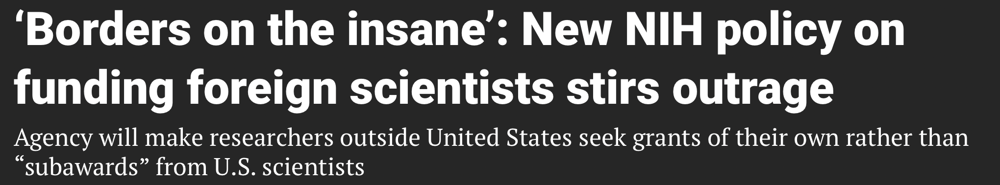 ‘Borders on the insane’: New NIH policy on
funding foreign scientists stirs outrage
Agency will make researchers outside United States seek grants of their own rather than
“subawards” from U.S. scientists